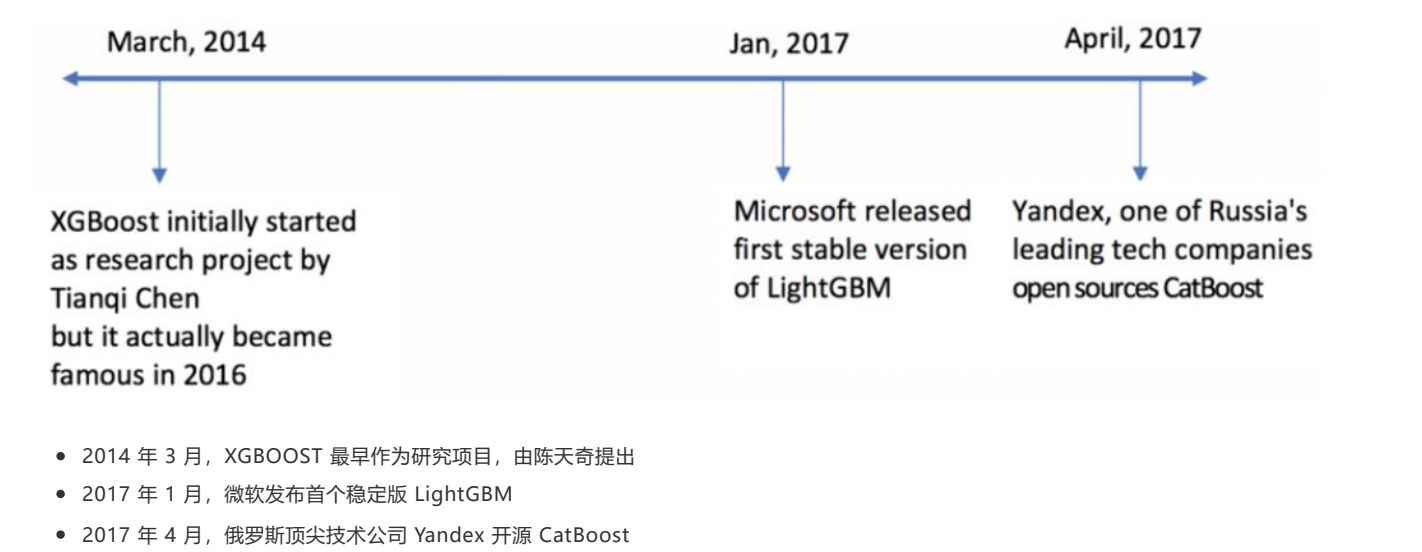 March, 2014
Jan, 2017
April, 2017
XGBoost initially started
as research project by
Tianqi Chen
but it actually became
famous in 2016
Microsoft released
first stable version
of LightGBM
Yandex, one of Russia's
leading tech companies
open sources CatBoost
• 2014 年 3 月，XGBOOST 最早作为研究项目，由陈天奇提出
• 2017 年 1 月，微软发布首个稳定版 LightGBM
• 2017 年 4 月，俄罗斯顶尖技术公司 Yandex 开源 CatBoost